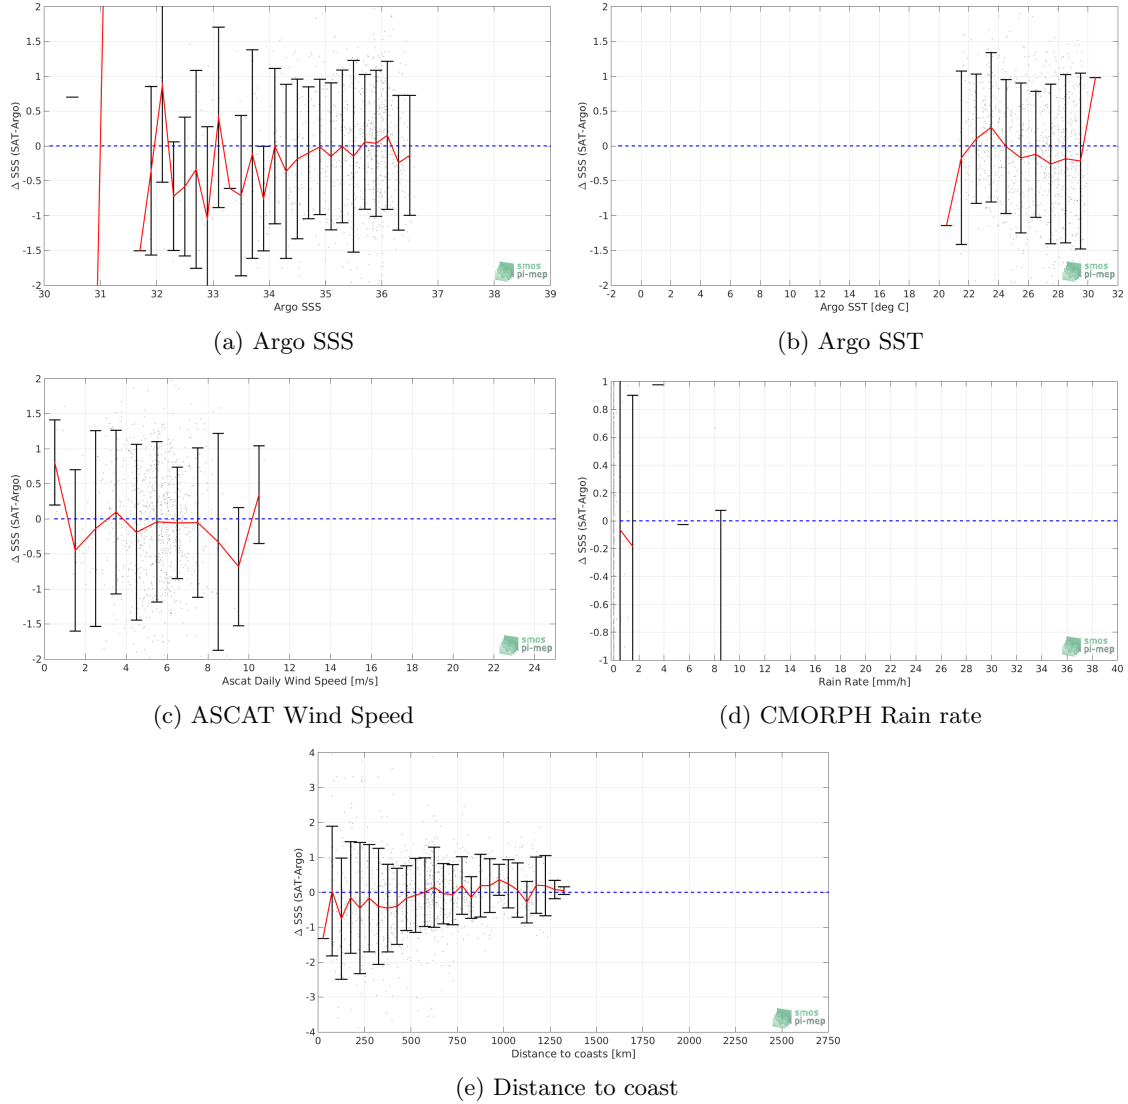 2
1.5
1
0.5
0
-0.5
-1
-1.5
-2
Δ SSS (SAT-Argo)
30 31 32 33 34 35 36 37 38 39
Argo SSS
smos
pi-mep
(a) Argo SSS
2
1.5
1
0.5
0
-0.5
-1
-1.5
-2
Δ SSS (SAT-Argo)
-2 0 2 4 6 8 10 12 14 16 18 20 22 24 26 28 30 32
Argo SST [deg C]
smos
pi-mep
(b) Argo SST
2
1.5
1
0.5
0
-0.5
-1
-1.5
-2
Δ SSS (SAT-Argo)
0 2 4 6 8 10 12 14 16 18 20 22 24
Ascat Daily Wind Speed [m/s]
smos
pi-mep
(c) ASCAT Wind Speed
1
0.8
0.6
0.4
0.2
0
-0.2
-0.4
-0.6
-0.8
-1
Δ SSS (SAT-Argo)
0 2 4 6 8 10 12 14 16 18 20 22 24 26 28 30 32 34 36 38 40
Rain Rate [mm/h]
smos
pi-mep
(d) CMORPH Rain rate
4
3
2
1
0
-1
-2
-3
-4
Δ SSS (SAT-Argo)
0 250 500 750 1000 1250 1500 1750 2000 2250 2500 2750
Distance to coasts [km]
smos
pi-mep
(e) Distance to coast